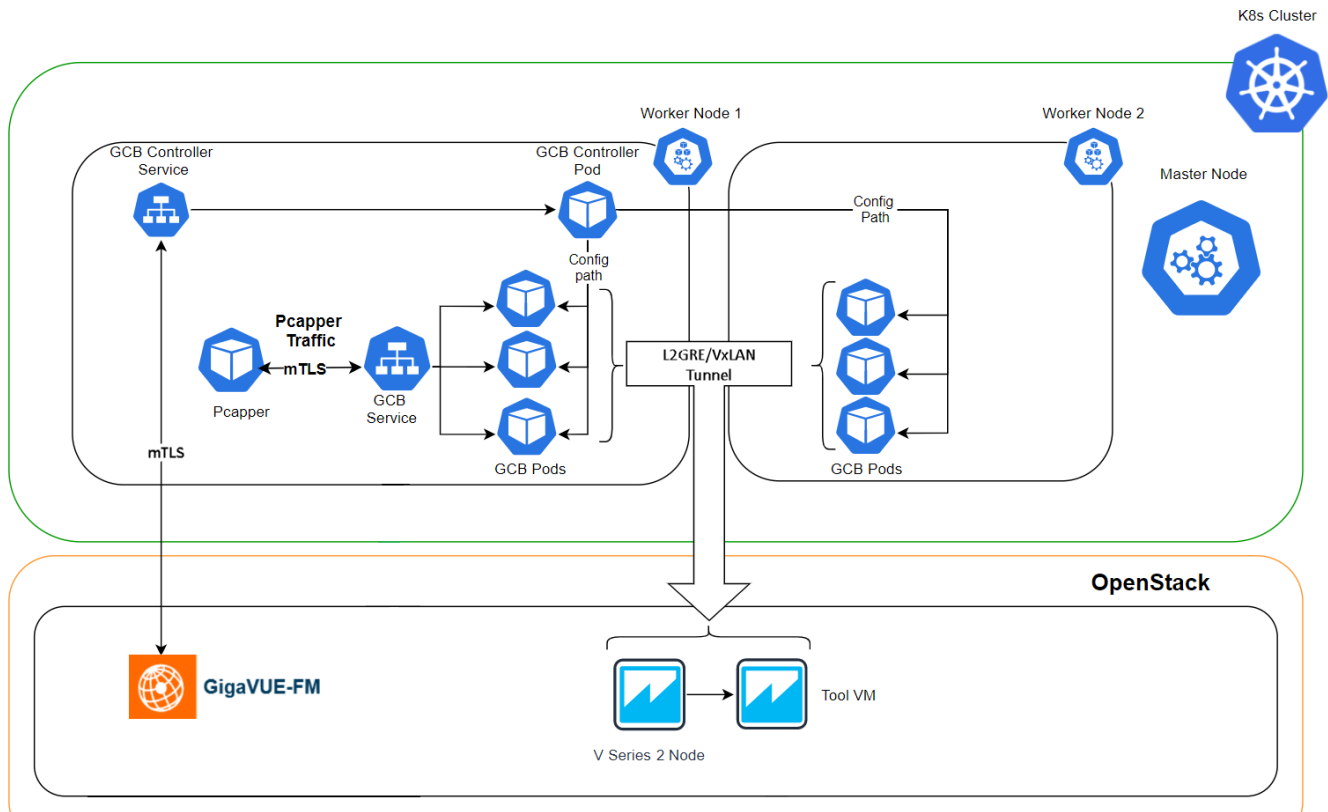 K8s Cluster
Worker Node 1
Worker Node 2
GCB Controller
Service
GCB Controller
Pod
Master Node
Config
Path
Config
path
Pcapper
Traffic
mTLS
L2GRE/VxLAN
Tunnel
Pcapper
GCB
Service
mTLS
GCB Pods
GCB Pods
OpenStack
GigaVUE-FM
Tool VM
V Series 2 Node